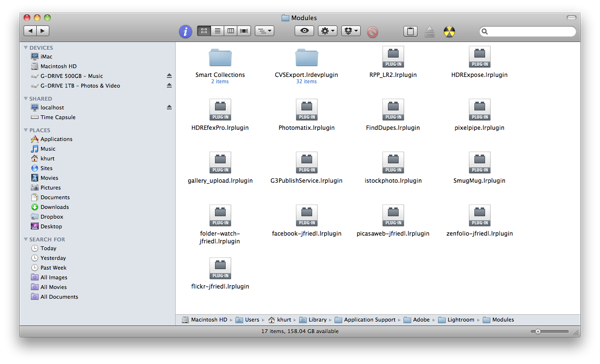 Modules
DEVICES
iMac
Macintosh HD
G-DRIVE 500GB - Music
G-DRIVE 1TB - Photos & Video
SHARED
localhost
Time Capsule
PLACES
Applications
Music
khurt
Sites
Movies
Pictures
Documents
Downloads
Dropbox
Desktop
SEARCH FOR
Today
Yesterday
Past Week
All Images
All Movies
All Documents
Smart Collections
2 items
CVSExport.lrdevplugin
32 items
PLUG-IN
RPP_LR2.lrplugin
PLUG-IN
HDRExpose.lrplugin
PLUG-IN
HDREfexPro.lrplugin
PLUG-IN
Photomatix.lrplugin
PLUG-IN
FindDupes.lrplugin
PLUG-IN
pixelpipe.lrplugin
PLUG-IN
gallery_upload.lrplugin
PLUG-IN
G3PublishService.lrplugin
PLUG-IN
istockphoto.lrplugin
PLUG-IN
SmugMug.lrplugin
PLUG-IN
folder-watch-
jfriedl.lrplugin
PLUG-IN
facebook-jfriedl.lrplugin
PLUG-IN
picasaweb-jfriedl.lrplugin
PLUG-IN
zenfolio-jfriedl.lrplugin
PLUG-IN
flickr-jfriedl.lrplugin
Macintosh HD ▸ Users ▸ khurt ▸ Library ▸ Application Support ▸ Adobe ▸ Lightroom ▸ Modules
17 items, 158.04 GB available